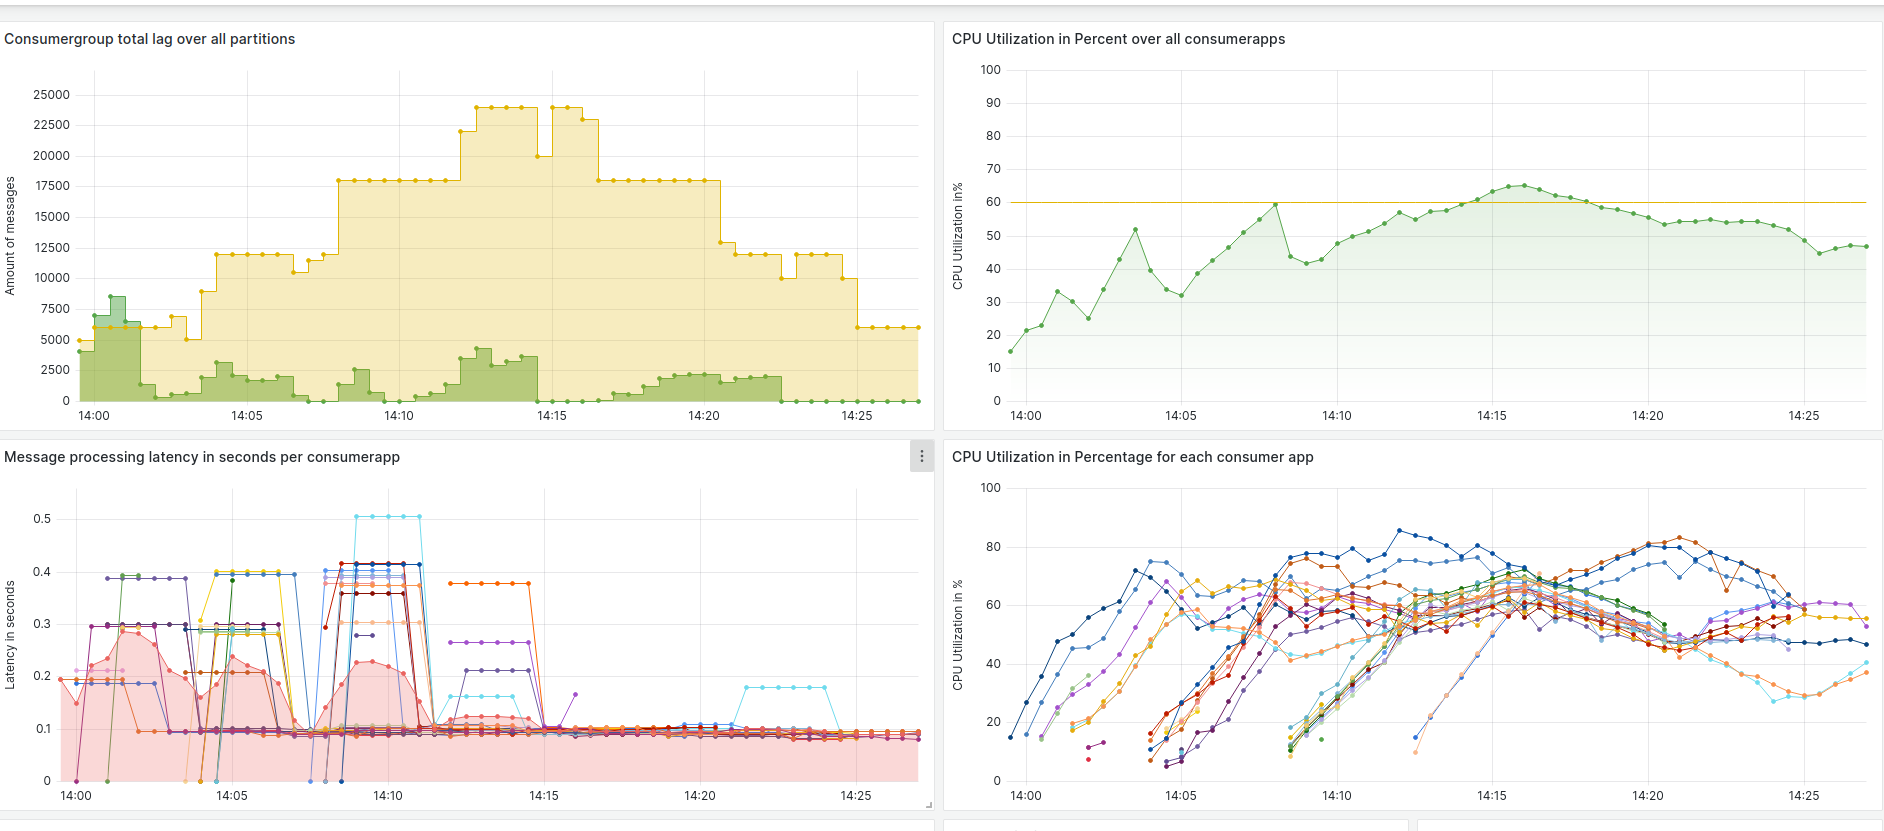 Consumergroup total lag over all partitions
Amount of messages
25000
22500
20000
17500
15000
12500
10000
7500
5000
2500
0
14:00 14:05 14:10 14:15 14:20 14:25
CPU Utilization in Percent over all consumerapps
CPU Utilization in%
100
90
80
70
60
50
40
30
20
10
0
14:00 14:05 14:10 14:15 14:20 14:25
Message processing latency in seconds per consumerapp
Latency in seconds
0.5
0.4
0.3
0.2
0.1
0
14:00 14:05 14:10 14:15 14:20 14:25
CPU Utilization in Percentage for each consumer app
CPU Utilization in %
100
80
60
40
20
0
14:00 14:05 14:10 14:15 14:20 14:25